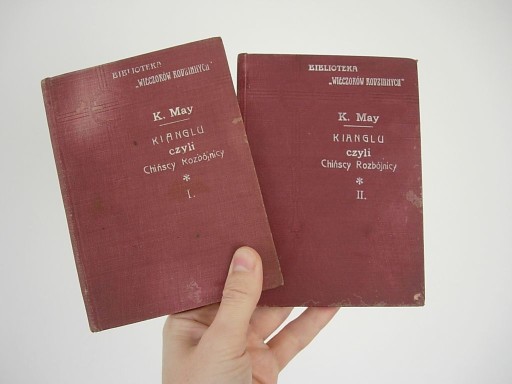 BIBLIOTEKA
„WIECZORÓW RODZINNYCH"
K. May
KIANGLU
czyli
Chińscy Rozbójnicy
*
I.
BIBLIOTEKA
„WIECZORÓW RODZINNYCH"
K. May
KIANGLU
czyli
Chińscy Rozbójnicy
*
II.